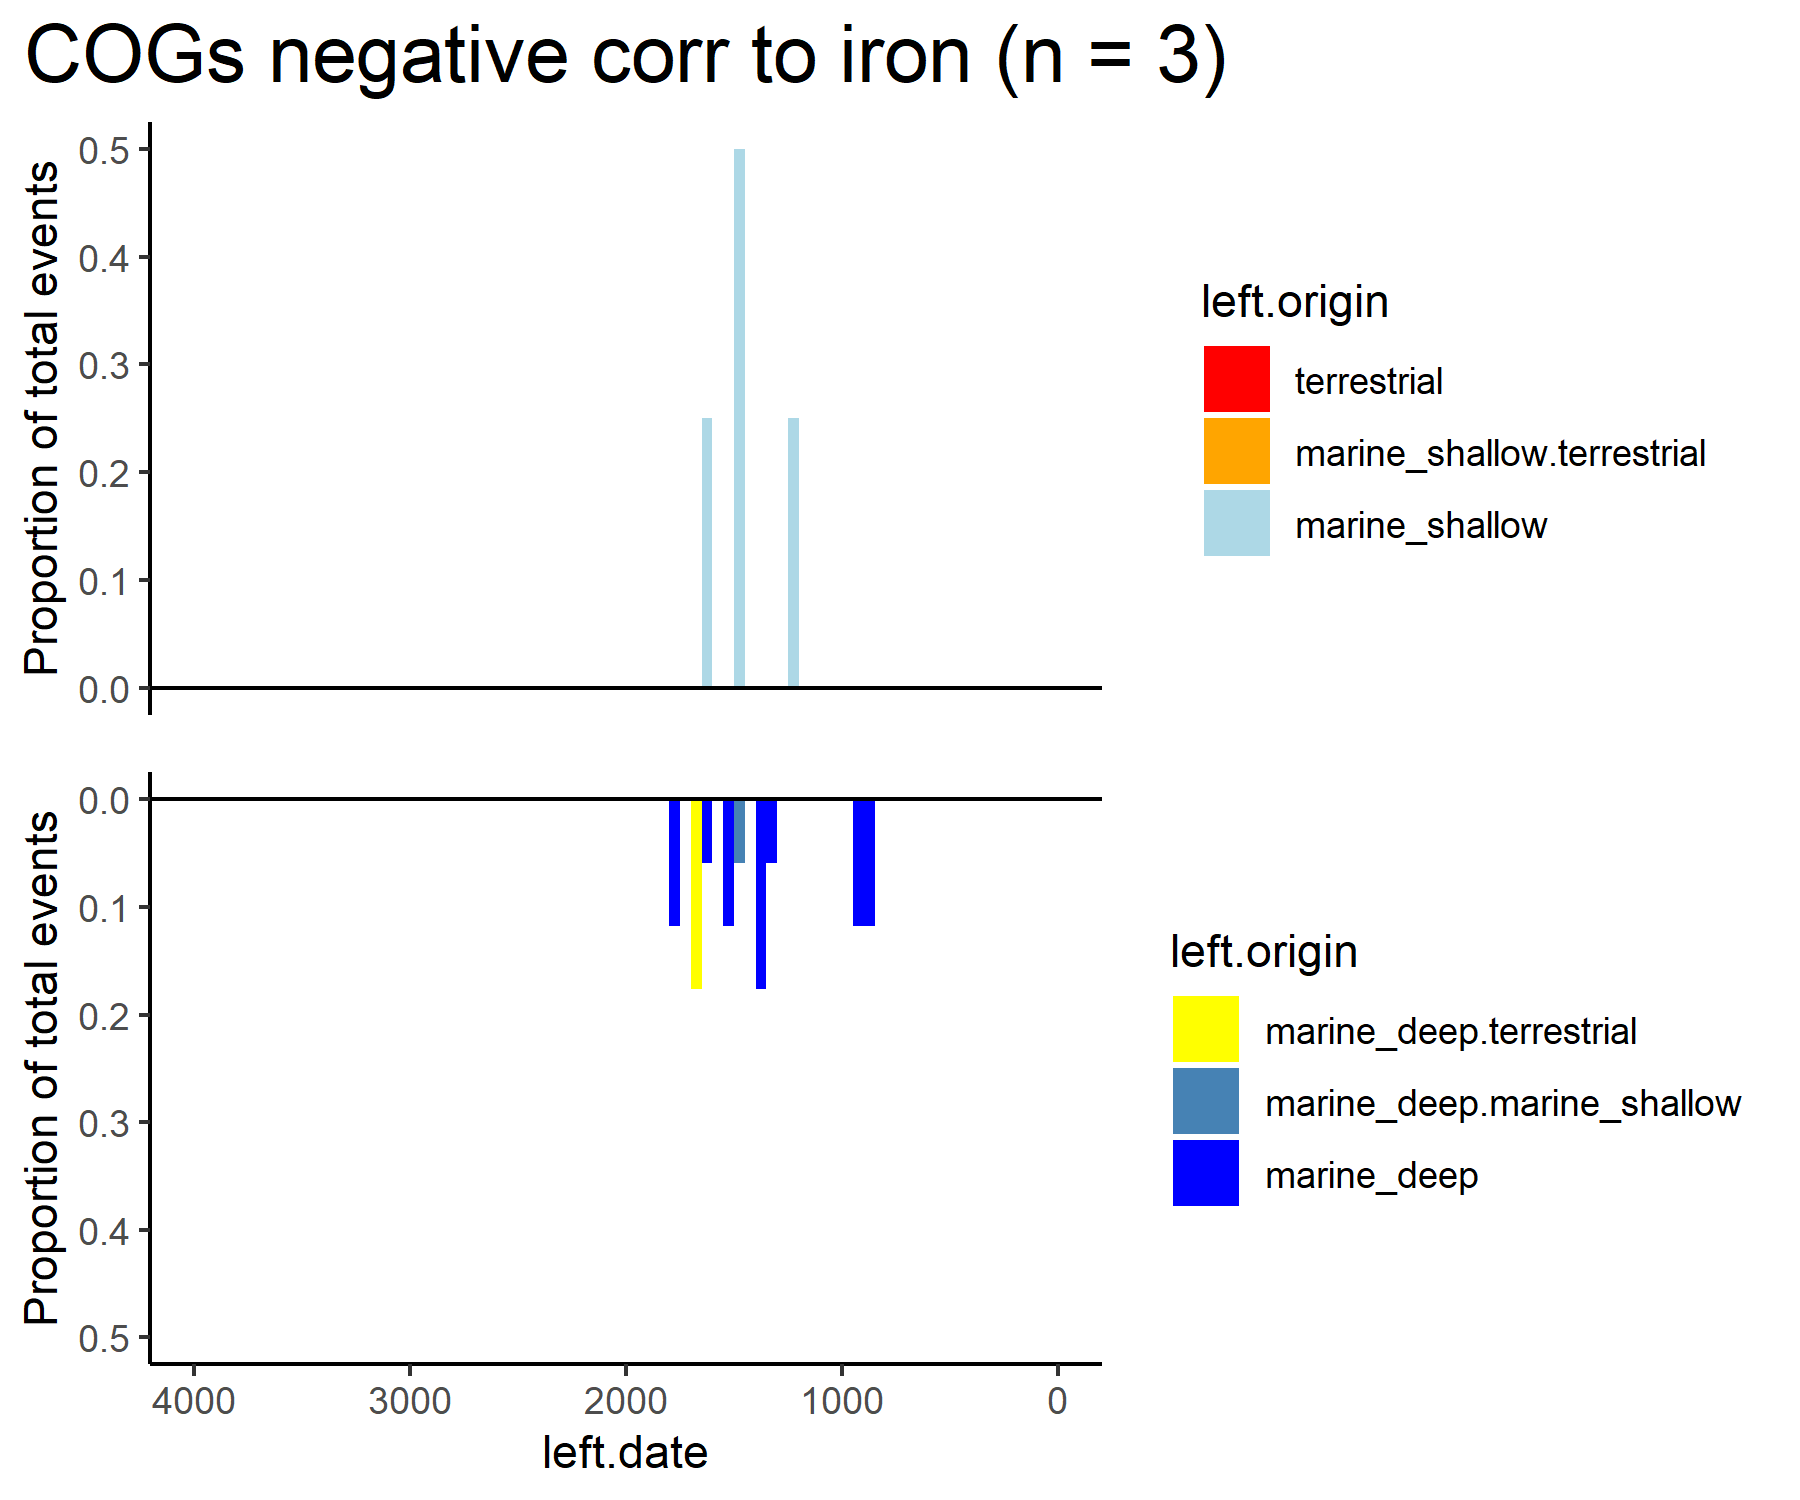 COGs negative corr to iron (n = 3)
Proportion of total events
0.5
0.4
0.3
0.2
0.1
0.0
left.origin
terrestrial
marine_shallow.terrestrial
marine_shallow
Proportion of total events
0.0
0.1
0.2
0.3
0.4
0.5
4000 3000 2000 1000 0
left.date
left.origin
marine_deep.terrestrial
marine_deep.marine_shallow
marine_deep